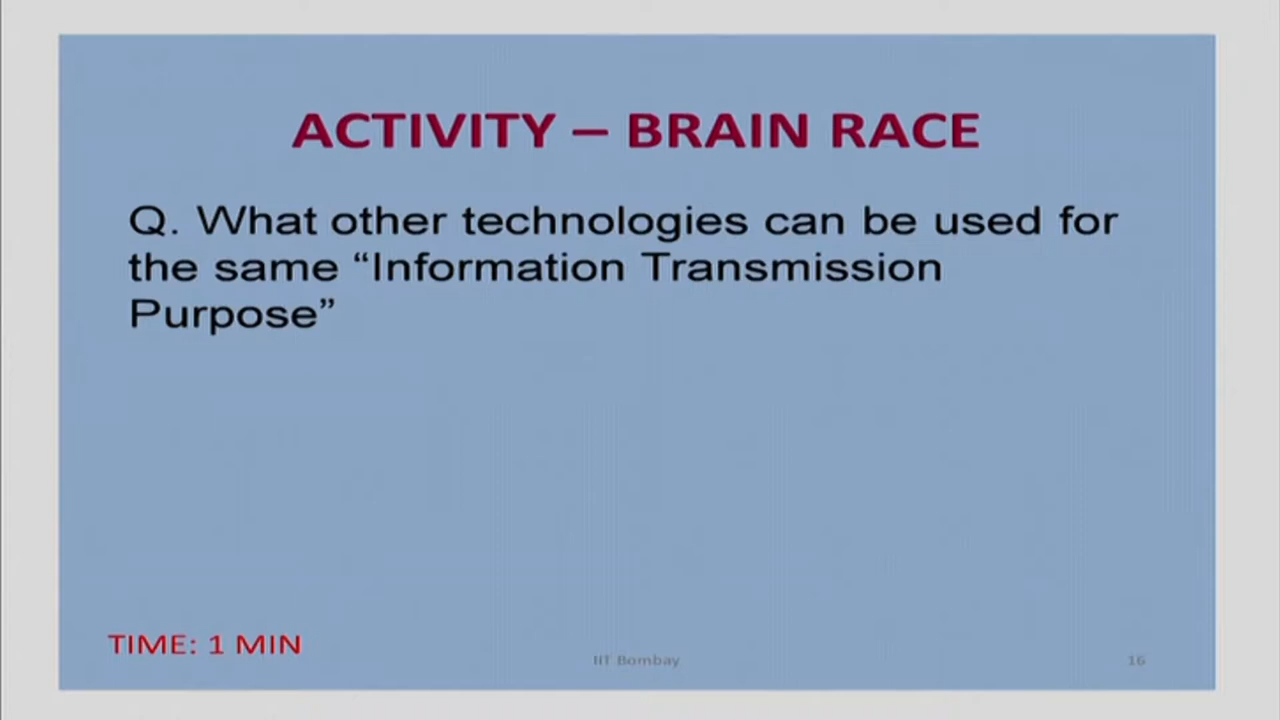 ACTIVITY – BRAIN RACE
Q. What other technologies can be used for
the same “Information Transmission
Purpose”
TIME: 1 MIN
IIT Bombay
16